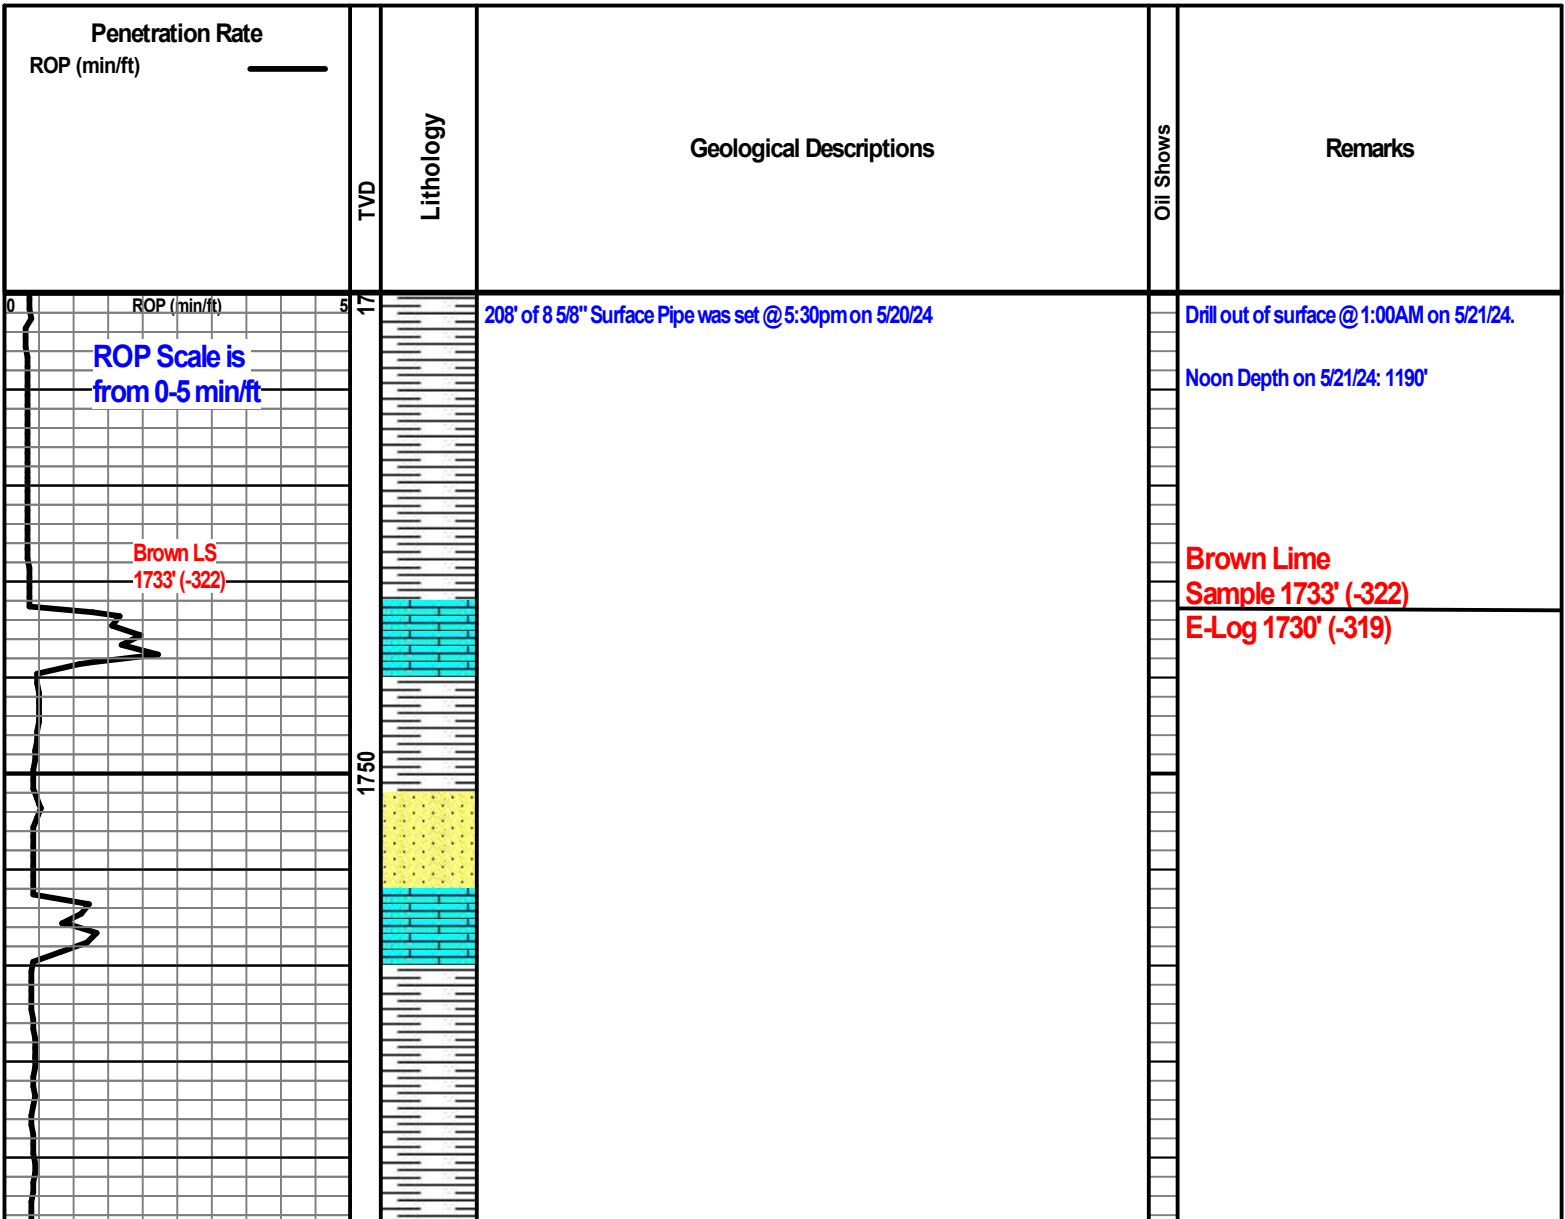 Penetration Rate
ROP (min/ft)
TVD
Lithology
Geological Descriptions
Oil Shows
Remarks
0 ROP (min/ft) 5
17
208' of 8 5/8" Surface Pipe was set @ 5:30pm on 5/20/24
Drill out of surface @ 1:00AM on 5/21/24.
ROP Scale is
from 0-5 min/ft
Noon Depth on 5/21/24: 1190'
Brown LS
1733' (-322)
Brown Lime
Sample 1733' (-322)
E-Log 1730' (-319)
1750